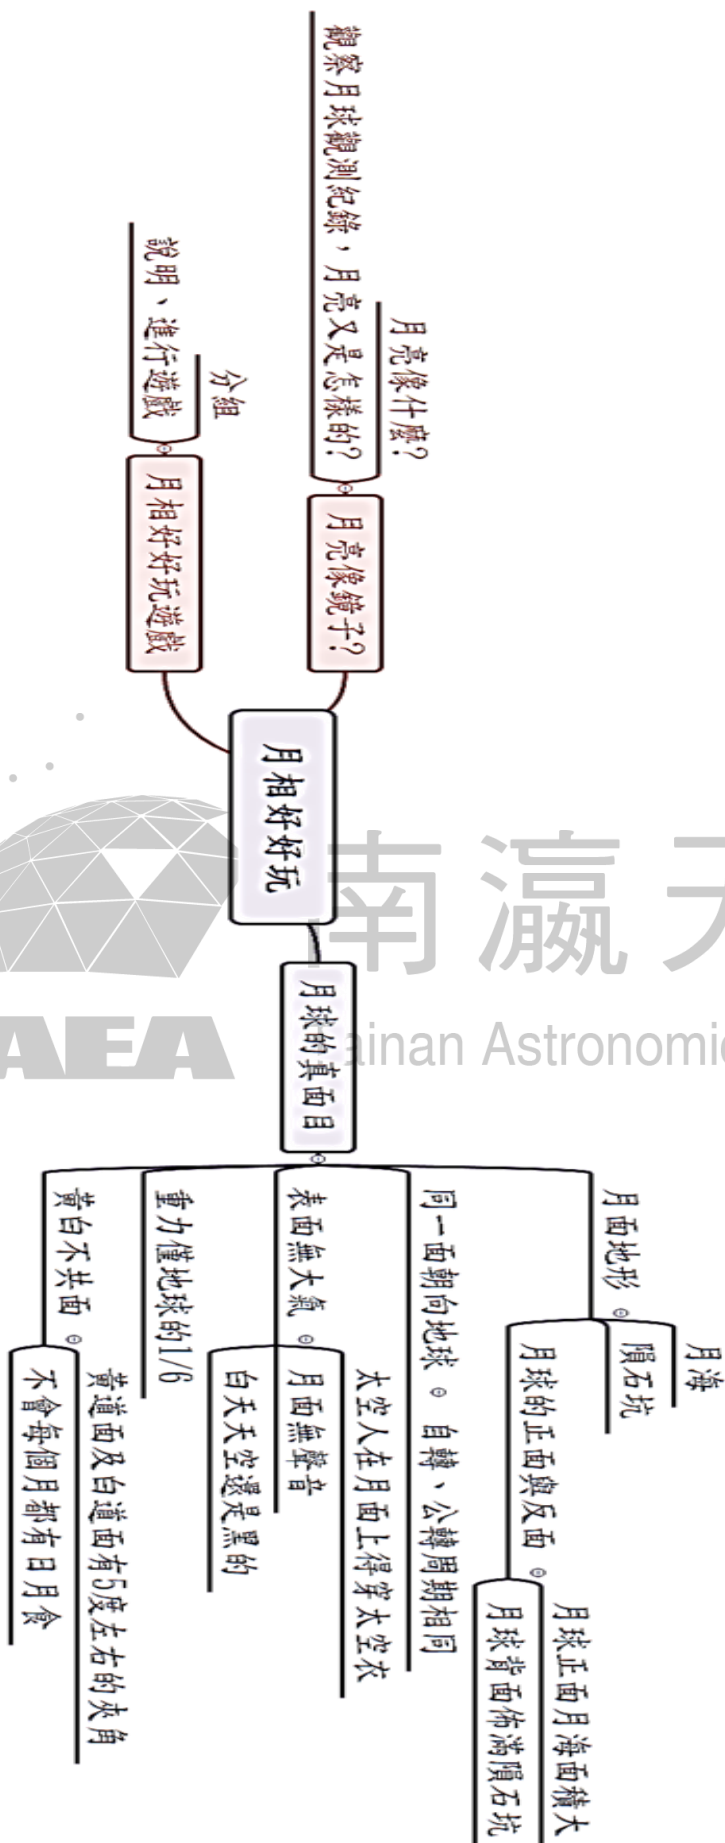 月亮像什麼?
觀察月球觀測紀錄，月亮又是怎樣的?
月亮像鏡子?
分組
說明、進行遊戲
月相好好玩遊戲
月相好好玩
月球的真面目
月面地形
月海
隕石坑
月球的正面與反面
月球正面月海面積大
月球背面佈滿隕石坑
同一面朝向地球
自轉、公轉周期相同
表面無大氣
太空人在月面上得穿太空衣
月面無聲音
白天天空還是黑的
重力僅地球的1/6
黃白不共面
黃道面及白道面有5度左右的夾角
不會每個月都有日月食
南瀛天
AEA
ainan Astronomic